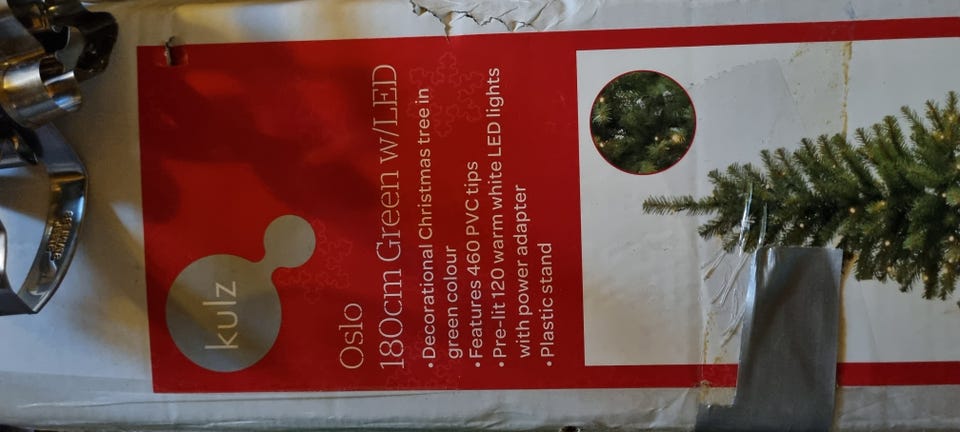 kulz
Oslo
180cm Green w/LED
• Decorational Christmas tree in
green colour
• Features 460 PVC tips
• Pre-lit 120 warm white LED lights
with power adapter
• Plastic stand